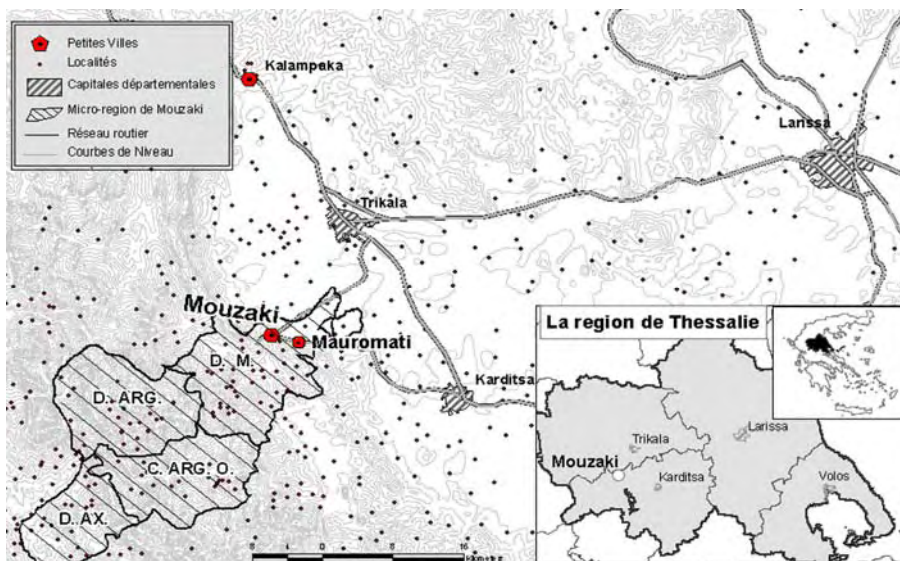 Petites Villes
Localités
Capitales départementales
Micro-region de Mouzaki
Réseau routier
Courbes de Niveau
Kalampaka
Larissa
Trikala
Mouzaki
Mauromati
D. M.
D. ARG.
Karditsa
C. ARG. O.
D. AX.
La region de Thessalie
Larissa
Trikala
Mouzaki
Karditsa
Volos